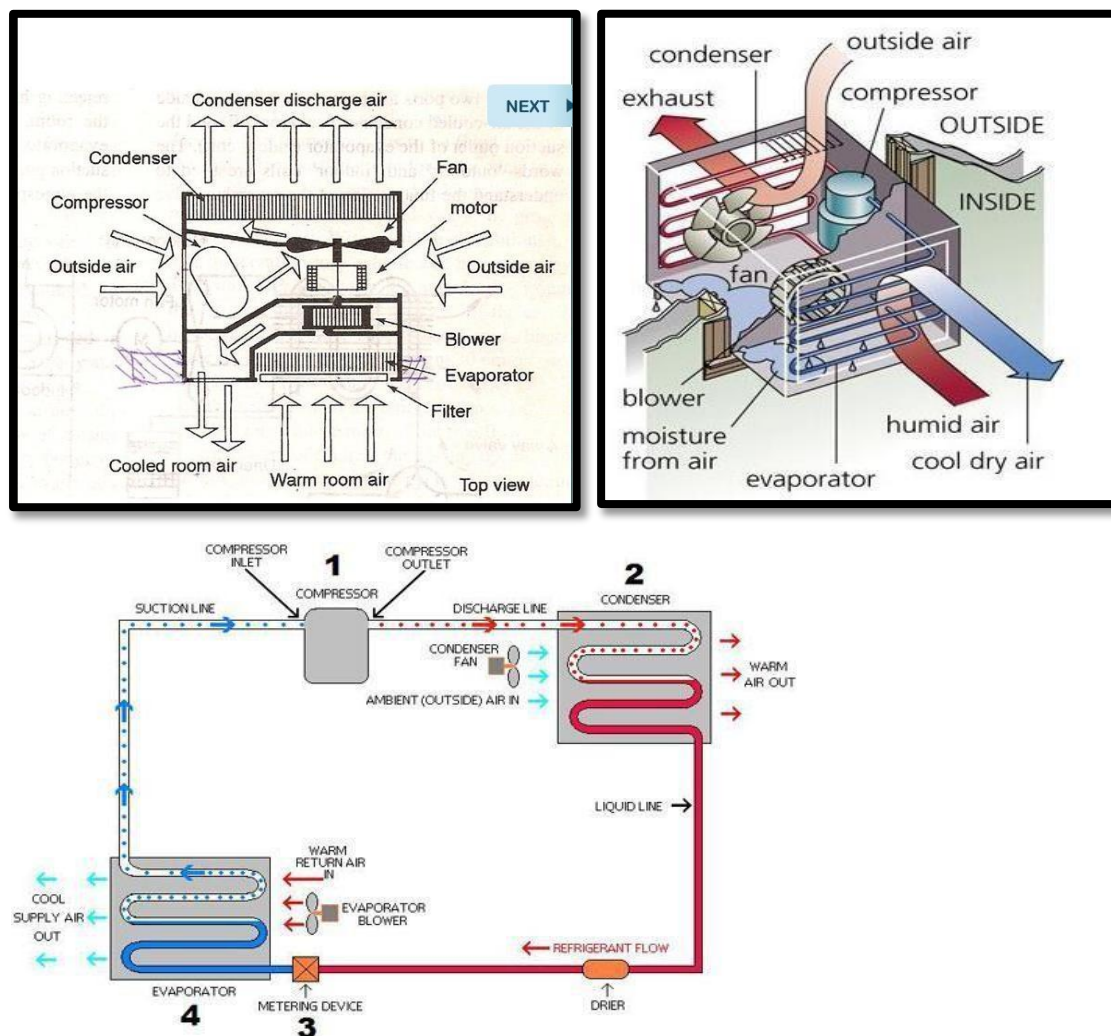 Condenser discharge air
NEXT
Condenser
Fan
Compressor
motor
Outside air
Outside air
Blower
Evaporator
Filter
Cooled room air
Warm room air
Top view
outside air
condenser
exhaust
compressor
OUTSIDE
INSIDE
fan
blower
moisture
from air
humid air
cool dry air
evaporator
COMPRESSOR
INLET
1
COMPRESSOR
OUTLET
2
COMPRESSOR
CONDENSER
SUCTION LINE
DISCHARGE LINE
CONDENSER
FAN
WARM
AIR OUT
AMBIENT (OUTSIDE) AIR IN
LIQUID LINE
WARM
RETURN AIR
IN
COOL
SUPPLY AIR
OUT
EVAPORATOR
BLOWER
REFRIGERANT FLOW
EVAPORATOR
METERING DEVICE
DRIER
4
3